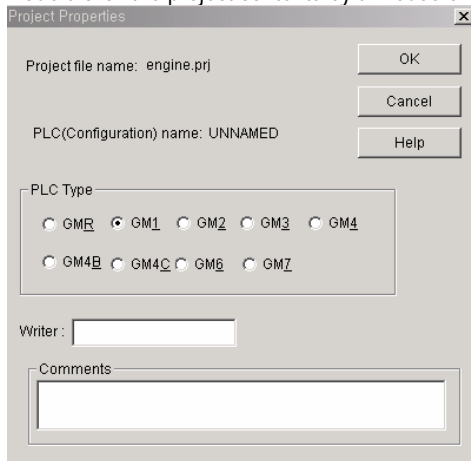 Project Properties
Project file name: engine.prj
OK
Cancel
PLC(Configuration) name: UNNAMED
Help
PLC Type
GMR GM1 GM2 GM3 GM4
GM4B GM4C GM6 GM7
Writer :
Comments